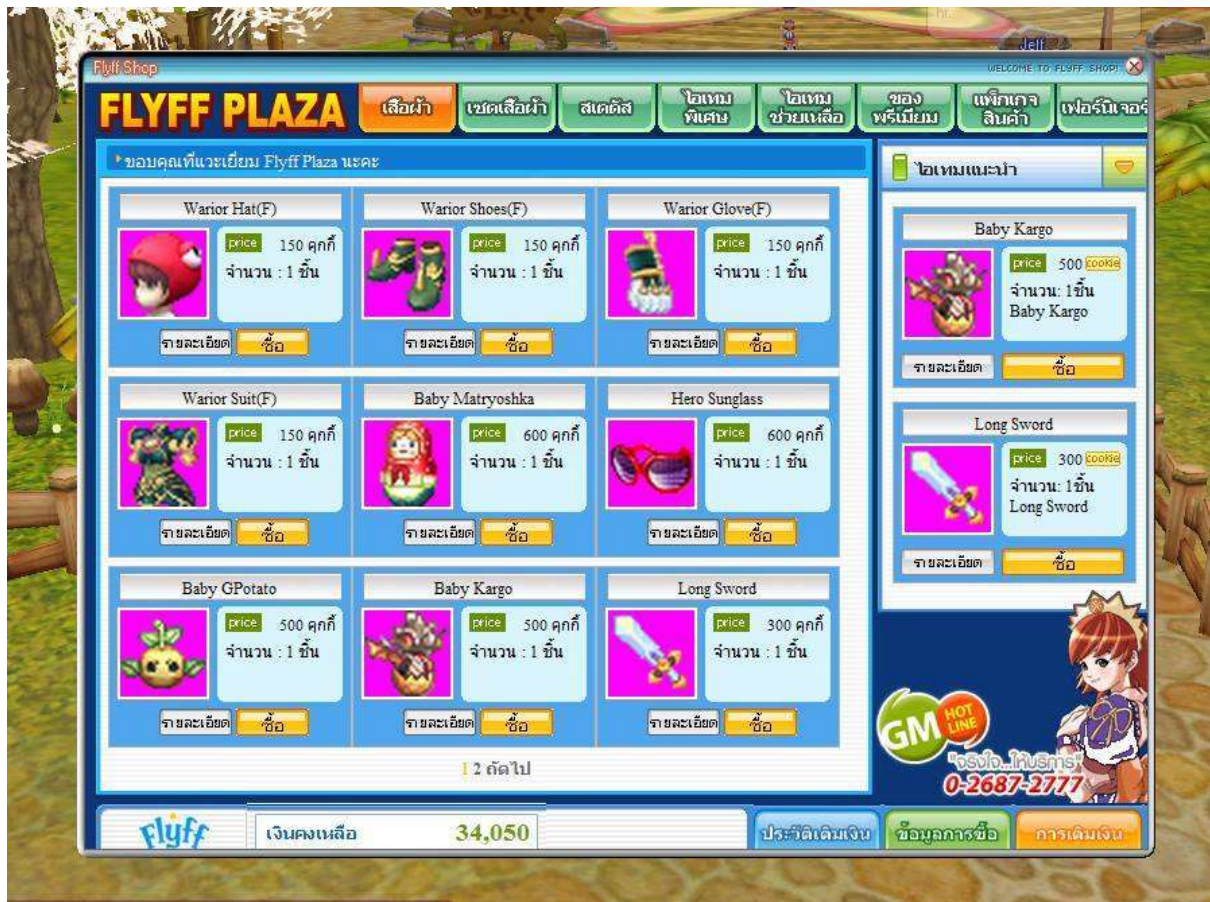 Jeff
Flyff Shop
WELCOME TO FLYFF SHOP!
FLYFF PLAZA
เสื้อผ้า
เซตเสื้อผ้า
สเตตัส
ไอเทม
พิเศษ
ไอเทม
ช่วยเหลือ
ของ
พรีเมียม
แพ็กเกจ
สินค้า
เฟอร์นิเจอร์
ขอบคุณที่แวะเยี่ยม Flyff Plaza นะคะ
ไอเทมแนะนำ
Warior Hat(F)
price 150 คุกกี้
จำนวน : 1 ชิ้น
รายละเอียด ซื้อ
Warior Shoes(F)
price 150 คุกกี้
จำนวน : 1 ชิ้น
รายละเอียด ซื้อ
Warior Glove(F)
price 150 คุกกี้
จำนวน : 1 ชิ้น
รายละเอียด ซื้อ
Warior Suit(F)
price 150 คุกกี้
จำนวน : 1 ชิ้น
รายละเอียด ซื้อ
Baby Matryoshka
price 600 คุกกี้
จำนวน : 1 ชิ้น
รายละเอียด ซื้อ
Hero Sunglass
price 600 คุกกี้
จำนวน : 1 ชิ้น
รายละเอียด ซื้อ
Baby GPotato
price 500 คุกกี้
จำนวน : 1 ชิ้น
รายละเอียด ซื้อ
Baby Kargo
price 500 คุกกี้
จำนวน : 1 ชิ้น
รายละเอียด ซื้อ
Long Sword
price 300 คุกกี้
จำนวน : 1 ชิ้น
รายละเอียด ซื้อ
1 2 ถัดไป
Baby Kargo
price 500 cookie
จำนวน: 1ชิ้น
Baby Kargo
รายละเอียด ซื้อ
Long Sword
price 300 cookie
จำนวน: 1ชิ้น
Long Sword
รายละเอียด ซื้อ
GM HOT
LINE
"จริงใจ...ให้บริการ"
0-2687-2777
Flyff เงินคงเหลือ 34,050
ประวัติเติมเงิน
ข้อมูลการซื้อ
การเติมเงิน